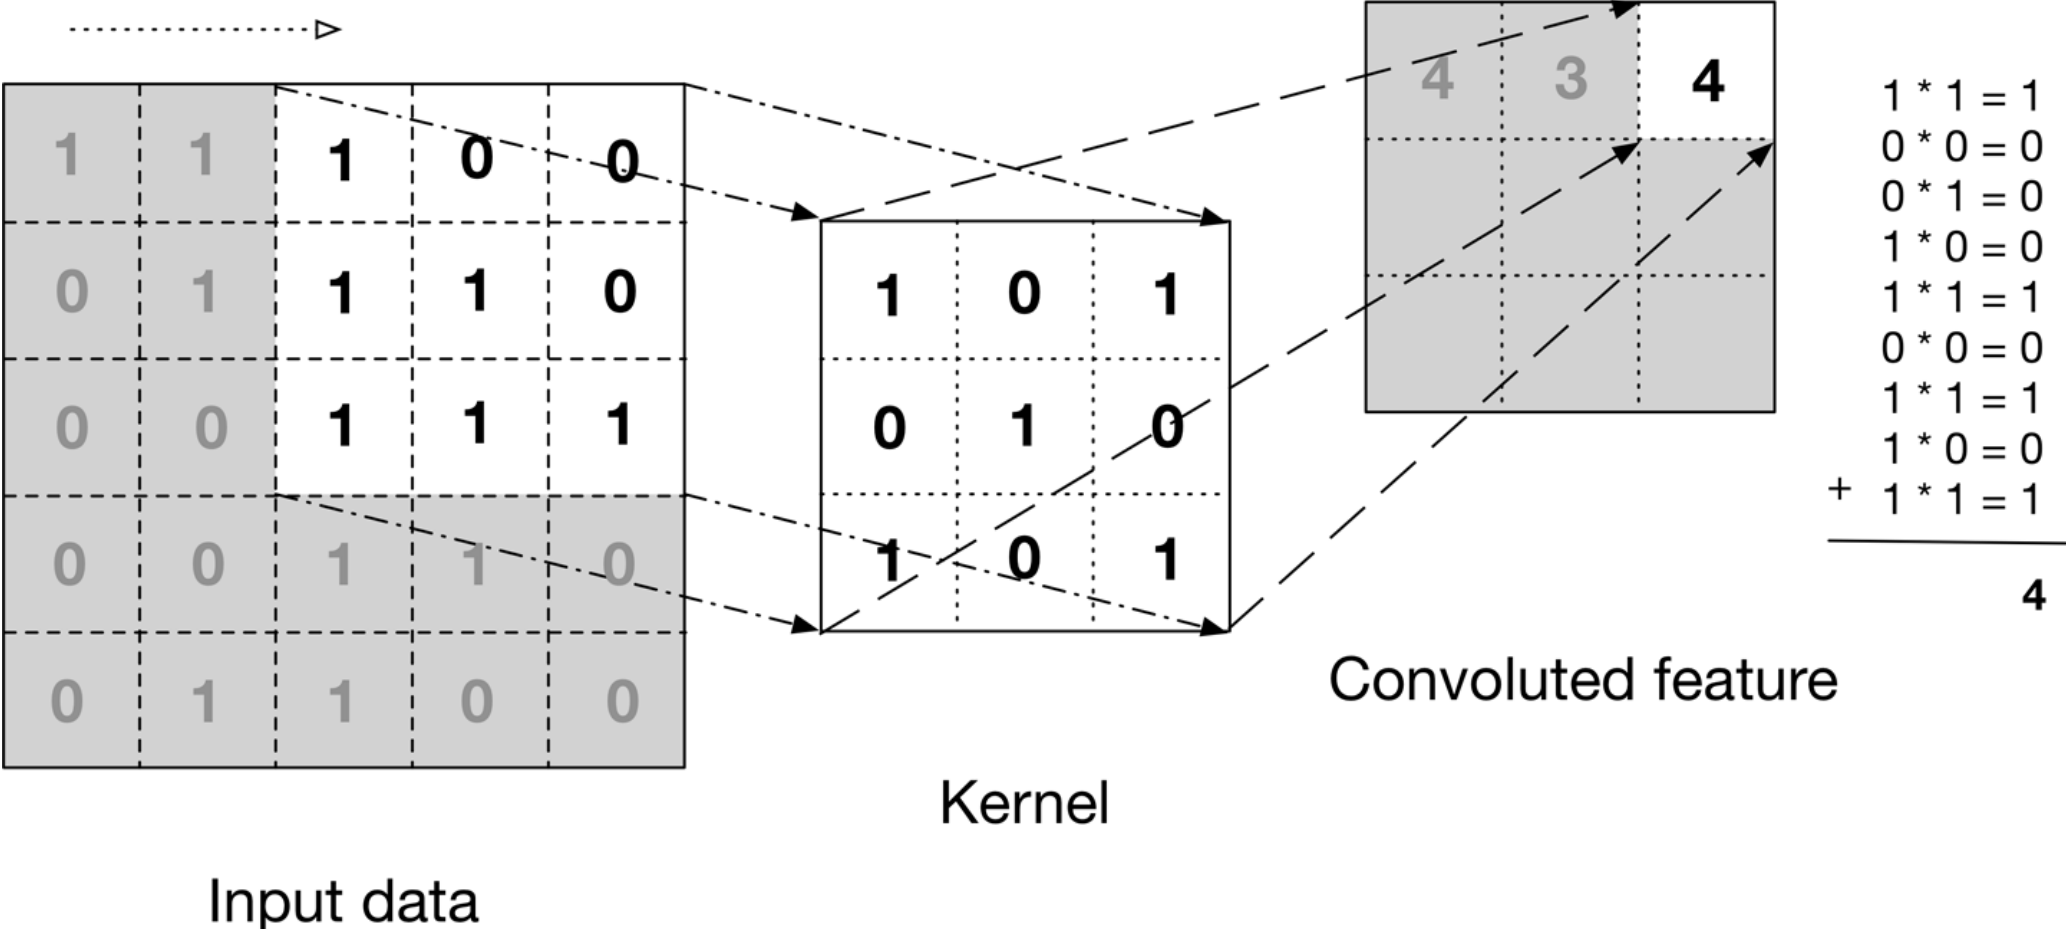 1 1 1 0 0
0 1 1 1 0
0 0 1 1 1
0 0 1 1 0
0 1 1 0 0
Input data
1 0 1
0 1 0
1 0 1
Kernel
4 3 4
Convoluted feature
1 * 1 = 1
0 * 0 = 0
0 * 1 = 0
1 * 0 = 0
1 * 1 = 1
0 * 0 = 0
1 * 1 = 1
1 * 0 = 0
+ 1 * 1 = 1
4